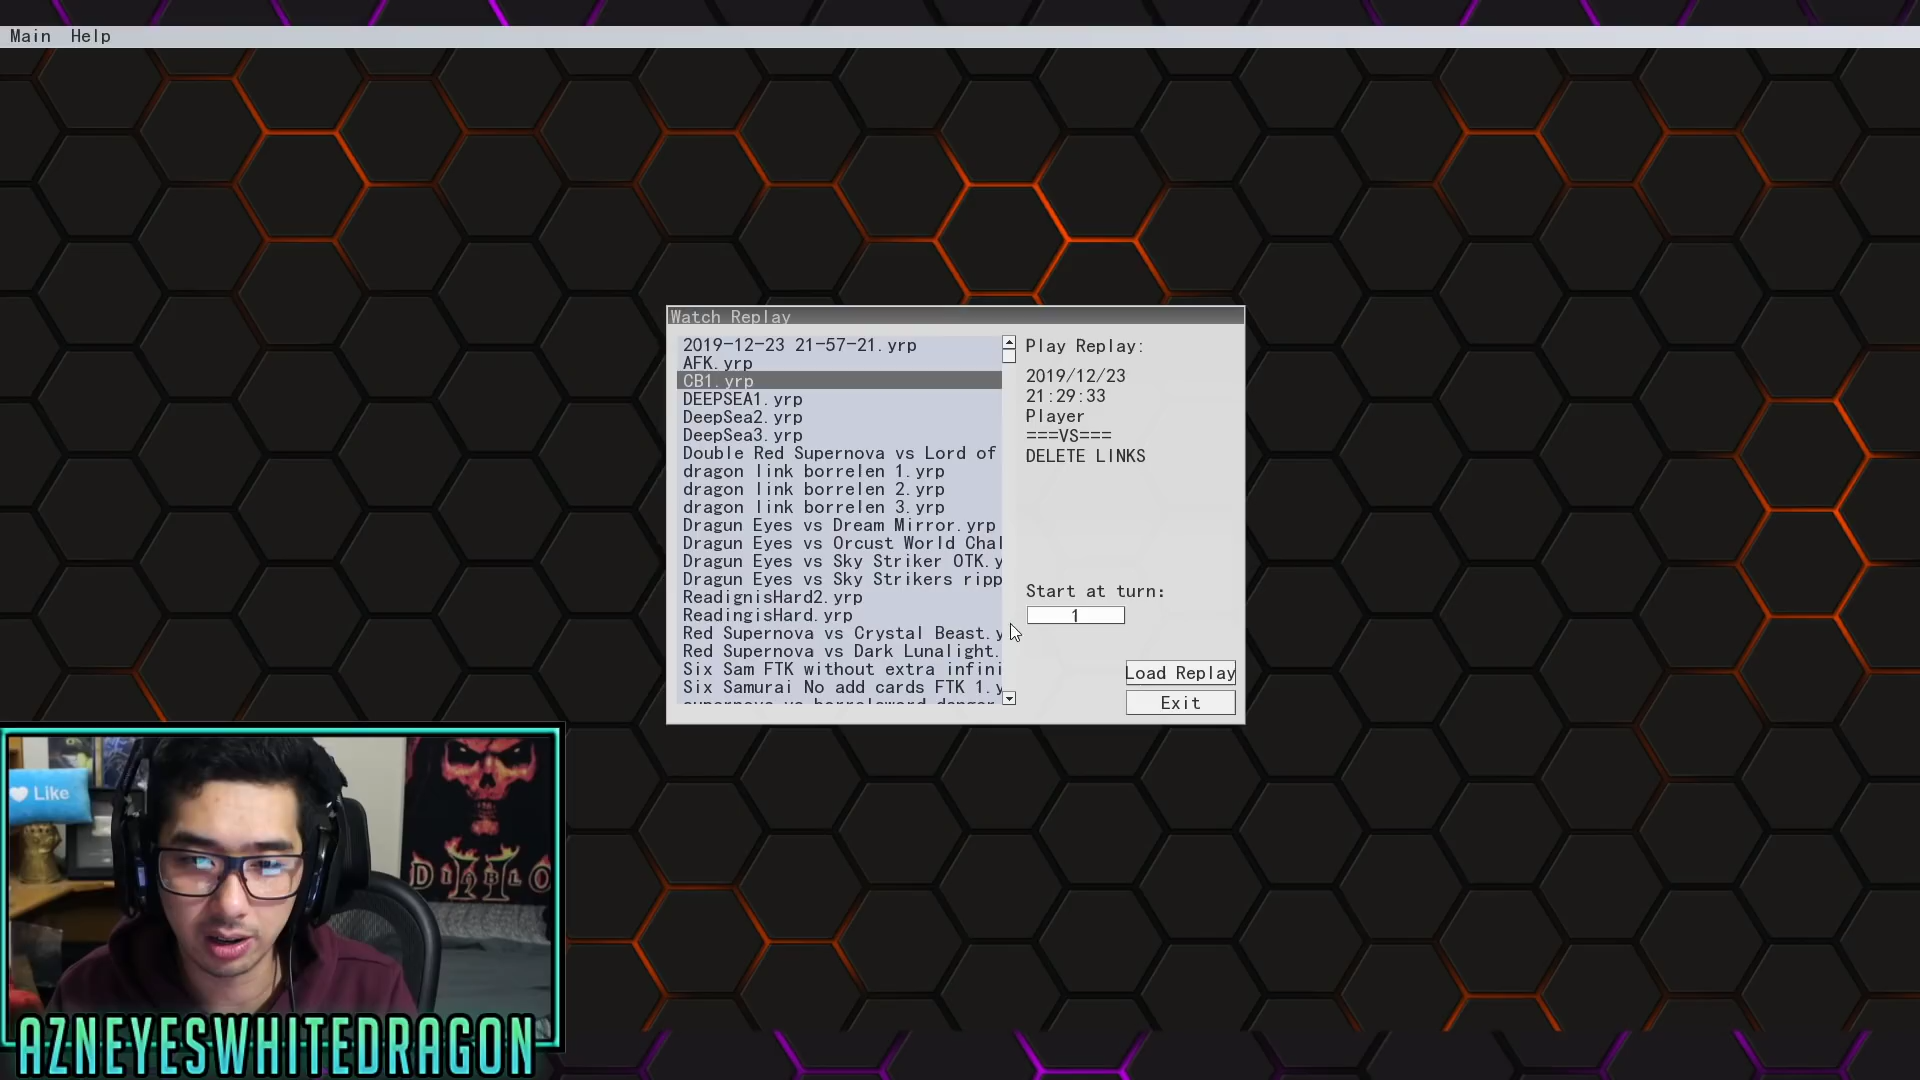 Main Help
Watch Replay
2019-12-23 21-57-21.yrp
AFK.yrp
CB1.yrp
DEEPSEA1.yrp
DeepSea2.yrp
DeepSea3.yrp
Double Red Supernova vs Lord of
dragon link borrelen 1.yrp
dragon link borrelen 2.yrp
dragon link borrelen 3.yrp
Dragun Eyes vs Dream Mirror.yrp
Dragun Eyes vs Orcust World Chal
Dragun Eyes vs Sky Striker OTK.y
Dragun Eyes vs Sky Strikers ripp
ReadignisHard2.yrp
ReadingisHard.yrp
Red Supernova vs Crystal Beast.y
Red Supernova vs Dark Lunalight.
Six Sam FTK without extra infini
Six Samurai No add cards FTK 1.y
Play Replay:
2019/12/23
21:29:33
Player
===VS===
DELETE LINKS
Start at turn:
1
Load Replay
Exit
Like
DIABLO
II
AZNEYESWHITEDRAGON